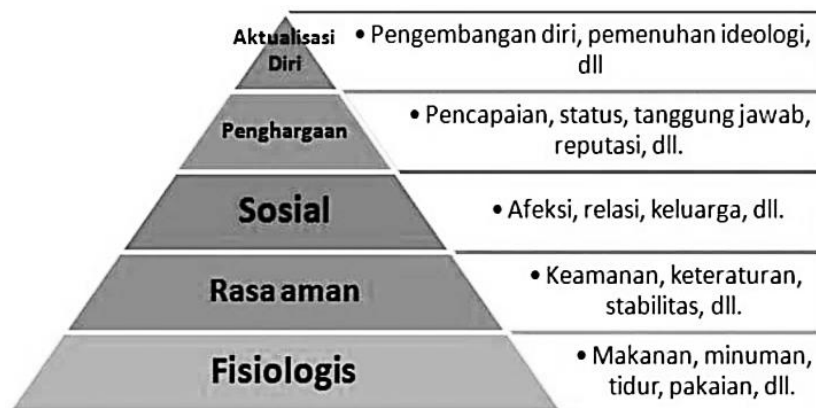 Aktualisasi
Diri
• Pengembangan diri, pemenuhan ideologi,
dll
Penghargaan
• Pencapaian, status, tanggung jawab,
reputasi, dll.
Sosial
• Afeksi, relasi, keluarga, dll.
Rasa aman
• Keamanan, keteraturan,
stabilitas, dll.
Fisiologis
• Makanan, minuman,
tidur, pakaian, dll.